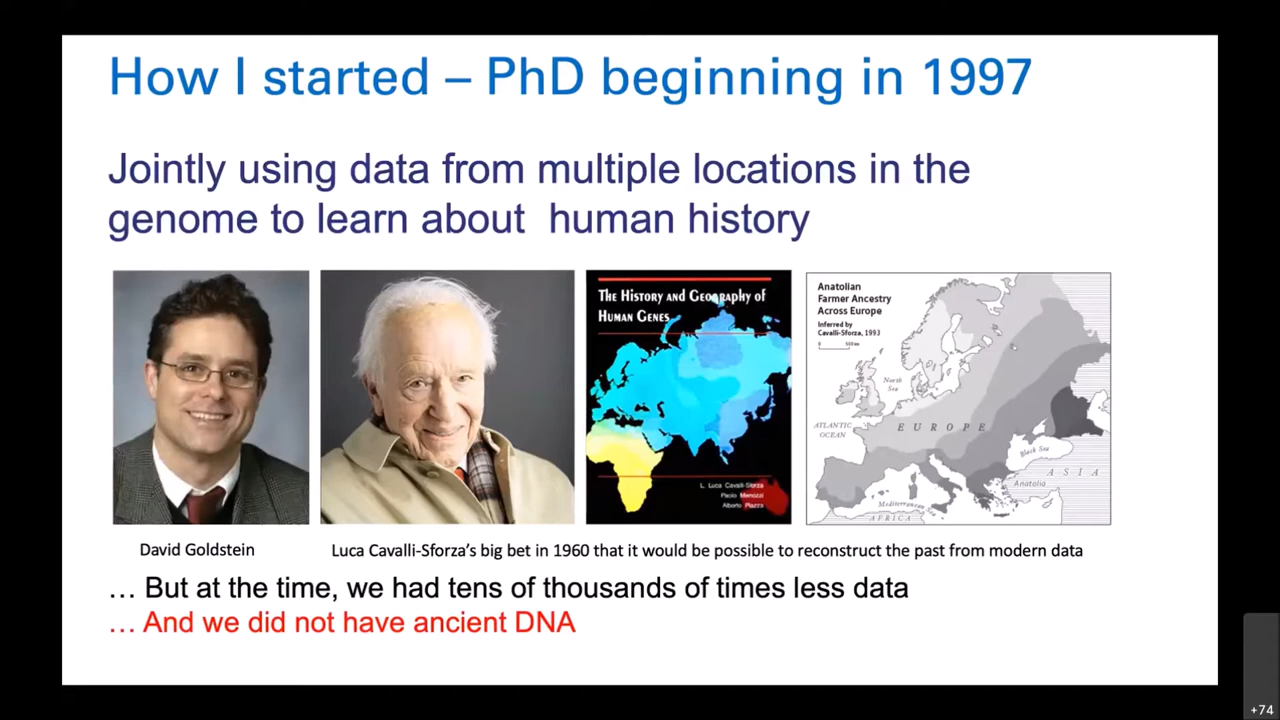 How I started – PhD beginning in 1997
Jointly using data from multiple locations in the
genome to learn about human history
THE HISTORY AND GEOGRAPHY OF
HUMAN GENES
L. Luca Cavalli-Sforza
Paolo Menozzi
Alberto Piazza
Anatolian
Farmer Ancestry
Across Europe
Inferred by
Cavalli-Sforza, 1993
0 500 km
North
Sea
ATLANTIC
OCEAN
EUROPE
Black Sea
ASIA
Anatolia
Mediterranean Sea
AFRICA
David Goldstein
Luca Cavalli-Sforza's big bet in 1960 that it would be possible to reconstruct the past from modern data
… But at the time, we had tens of thousands of times less data
… And we did not have ancient DNA
+74